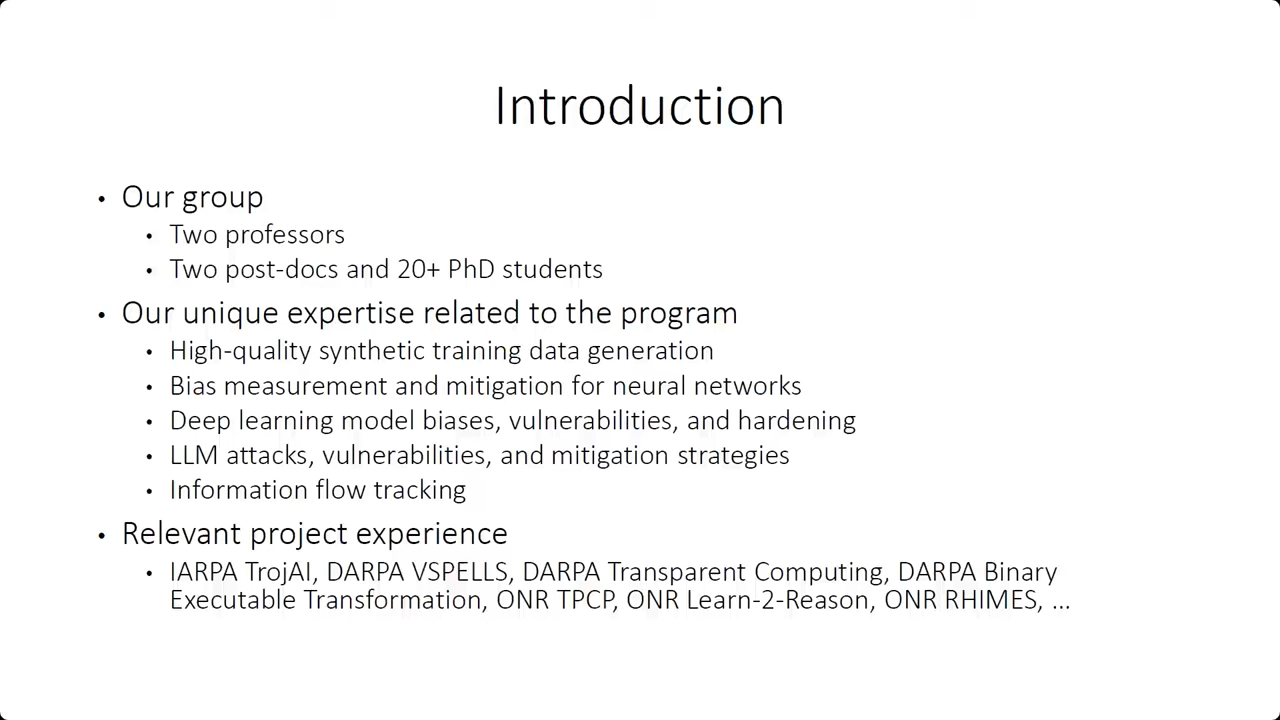 Introduction
• Our group
• Two professors
• Two post-docs and 20+ PhD students
• Our unique expertise related to the program
• High-quality synthetic training data generation
• Bias measurement and mitigation for neural networks
• Deep learning model biases, vulnerabilities, and hardening
• LLM attacks, vulnerabilities, and mitigation strategies
• Information flow tracking
• Relevant project experience
• IARPA TrojAI, DARPA VSPELLS, DARPA Transparent Computing, DARPA Binary
Executable Transformation, ONR TPCP, ONR Learn-2-Reason, ONR RHIMES, …